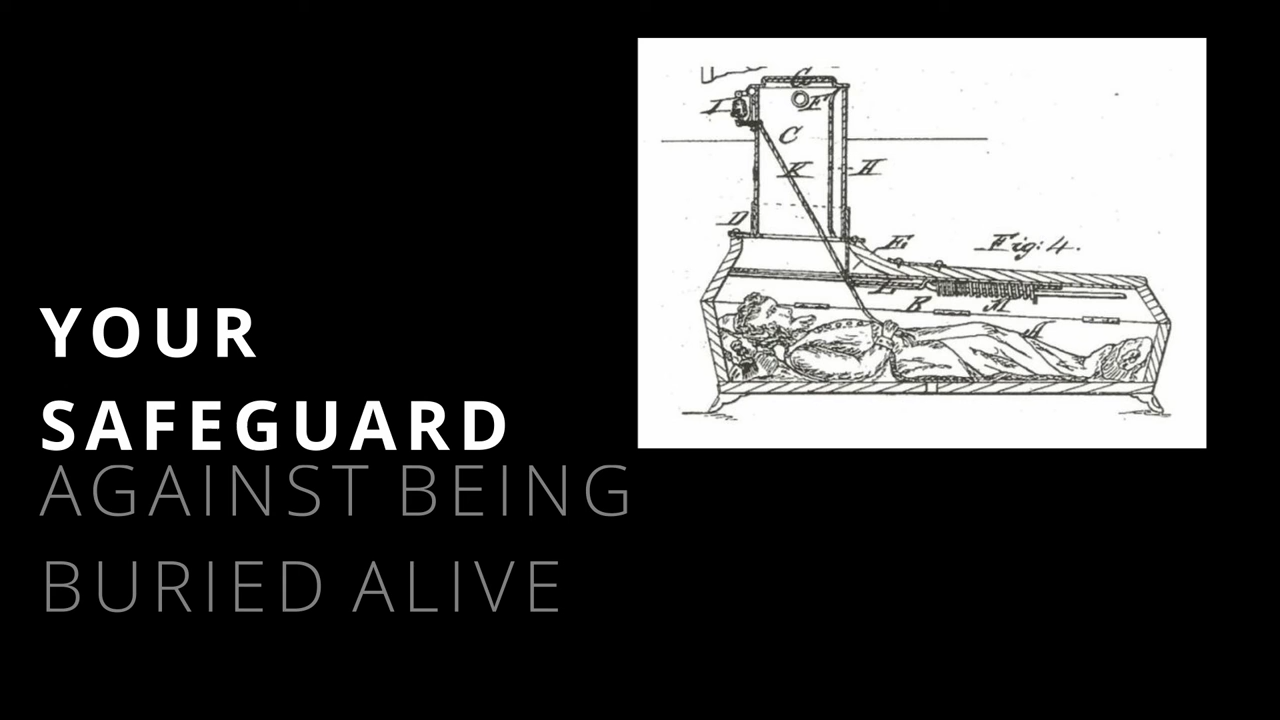 YOUR
SAFEGUARD
AGAINST BEING
BURIED ALIVE
G
I
F
C
K
H
D
E
Fig: 4.
L
B
M
A